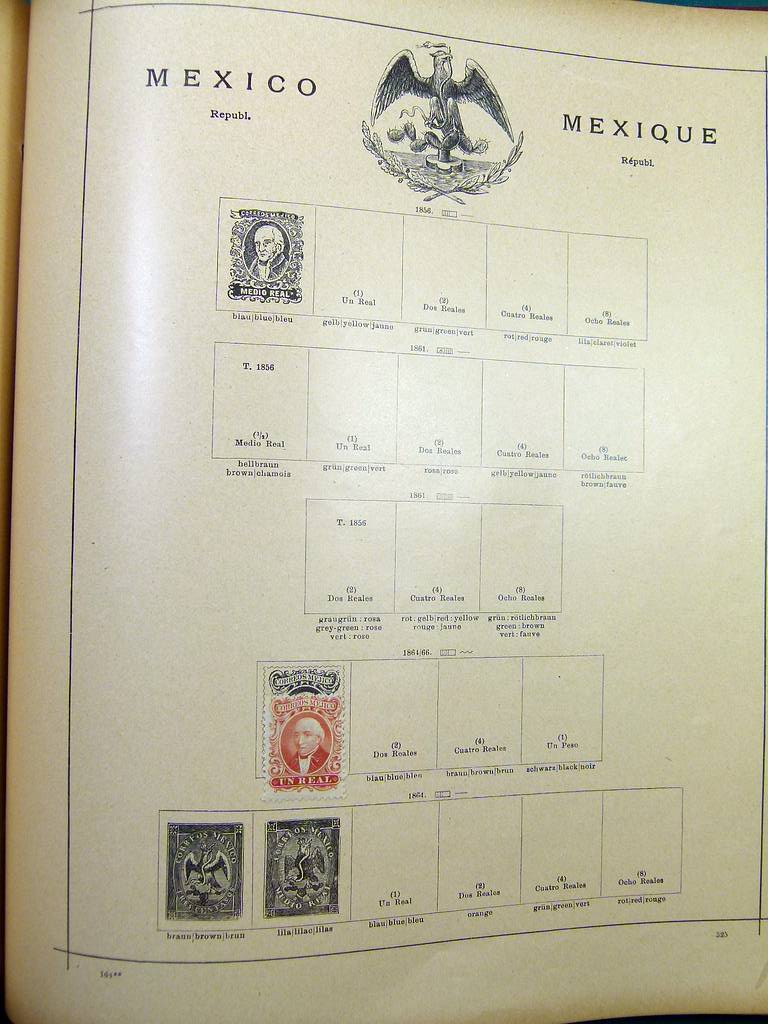 MEXICO
MEXIQUE
Republ.
Républ.
1856.
CORREOS MEJICO
MEDIO REAL
(1)
Un Real
(2)
Dos Reales
(4)
Cuatro Reales
(8)
Ocho Reales
blau|blue|bleu
gelb|yellow|jaune
grün|green|vert
rot|red|rouge
lila|claret|violet
1861.
T. 1856
(1/2)
Medio Real
(1)
Un Real
(2)
Dos Reales
(4)
Cuatro Reales
(8)
Ocho Reales
hellbraun
brown|chamois
grün|green|vert
rosa|rose
gelb|yellow|jaune
rötlichbraun
brown|fauve
1861.
T. 1856
(2)
Dos Reales
(4)
Cuatro Reales
(8)
Ocho Reales
graugrün : rosa
grey-green : rose
vert : rose
rot : gelb|red : yellow
rouge : jaune
grün : rötlichbraun
green : brown
vert : fauve
1864/66.
CORREOS MEJICO
CORREOS MEJICO
UN REAL
(2)
Dos Reales
(4)
Cuatro Reales
(1)
Un Peso
blau|blue|bleu
braun|brown|brun
schwarz|black|noir
1864.
CORREOS MEXICO
CORREOS MEXICO
MEDIO REAL
(1)
Un Real
(2)
Dos Reales
(4)
Cuatro Reales
(8)
Ocho Reales
braun|brown|brun
lila|lilac|lilas
blau|blue|bleu
orange
grün|green|vert
rot|red|rouge
525